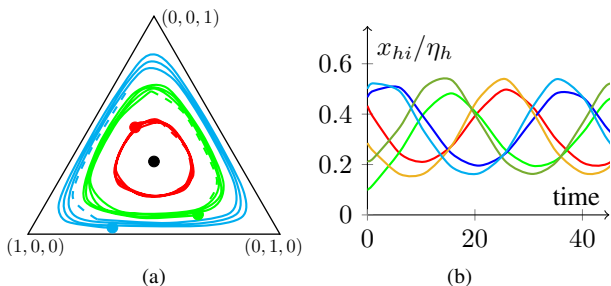 (0, 0, 1)
(1, 0, 0)
(0, 1, 0)
(a)
x_{hi}/η_h
0.6
0.4
0.2
0
time
0
20
40
(b)